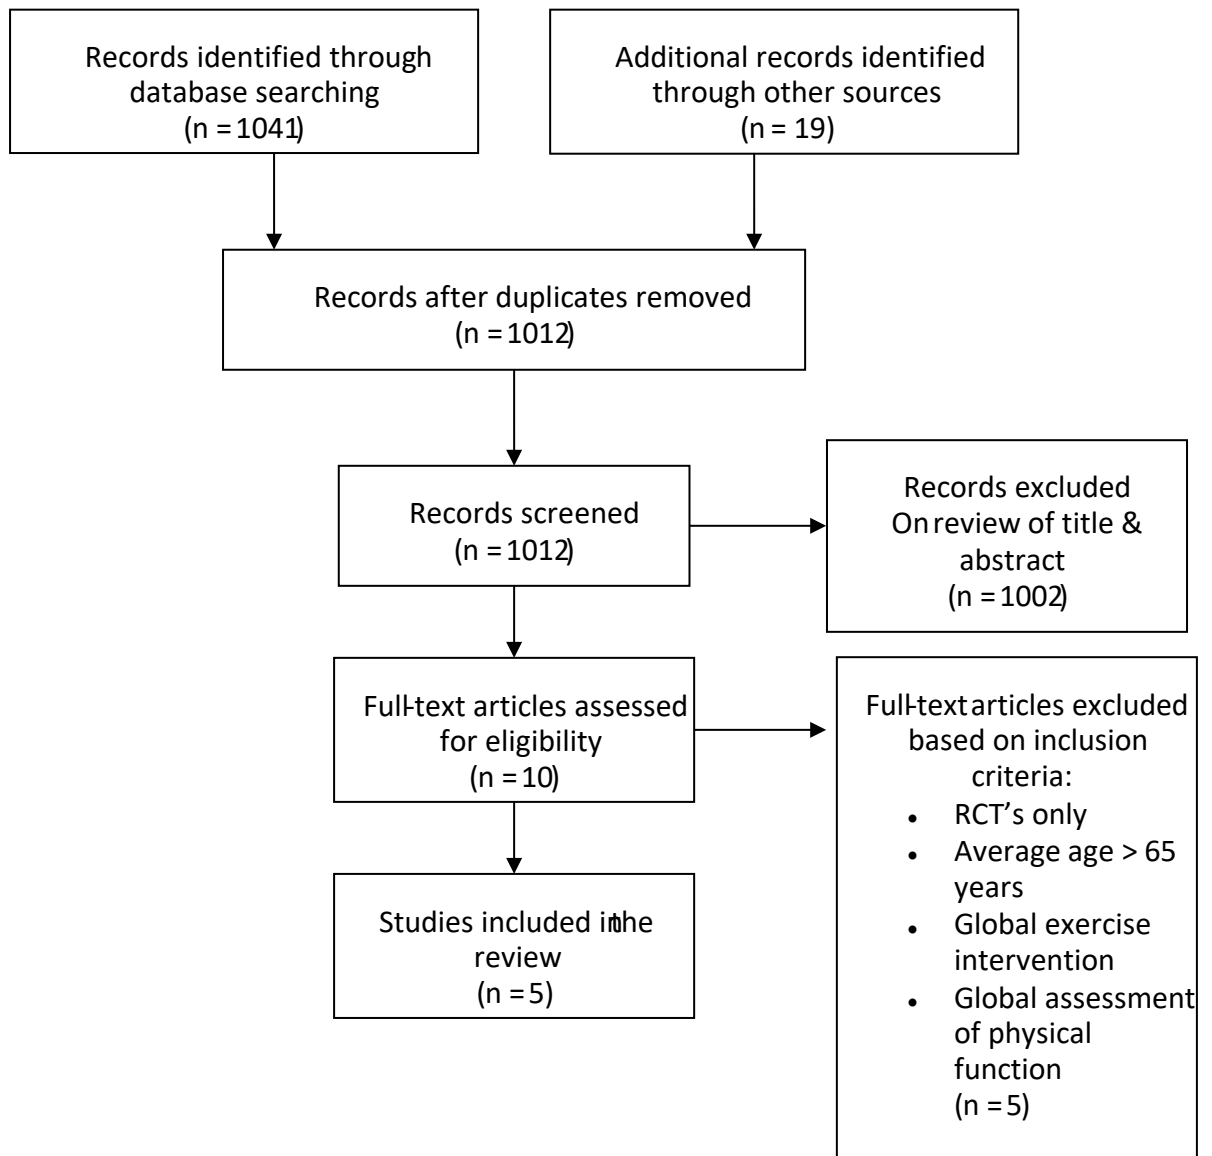 Records identified through
database searching
(n = 1041)
Additional records identified
through other sources
(n = 19)
Records after duplicates removed
(n = 1012)
Records screened
(n = 1012)
Records excluded
On review of title &
abstract
(n = 1002)
Full-text articles assessed
for eligibility
(n = 10)
Full-text articles excluded
based on inclusion
criteria:
• RCT's only
• Average age > 65
years
• Global exercise
intervention
• Global assessment
of physical
function
(n = 5)
Studies included in the
review
(n = 5)